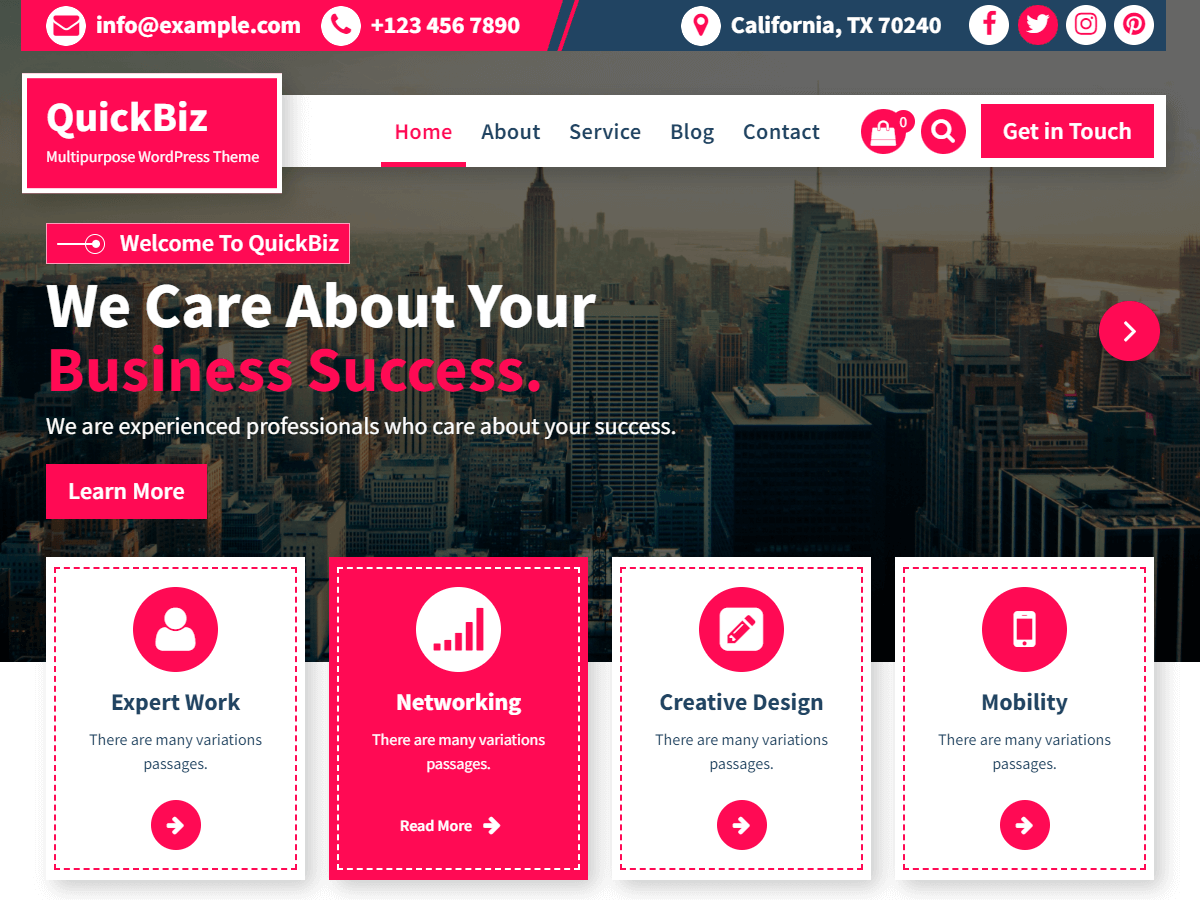 info@example.com
+123 456 7890
California, TX 70240
QuickBiz
Multipurpose WordPress Theme
Home
About
Service
Blog
Contact
0
Get in Touch
Welcome To QuickBiz
We Care About Your
Business Success.
We are experienced professionals who care about your success.
Learn More
Expert Work
There are many variations
passages.
Networking
There are many variations
passages.
Read More
Creative Design
There are many variations
passages.
Mobility
There are many variations
passages.